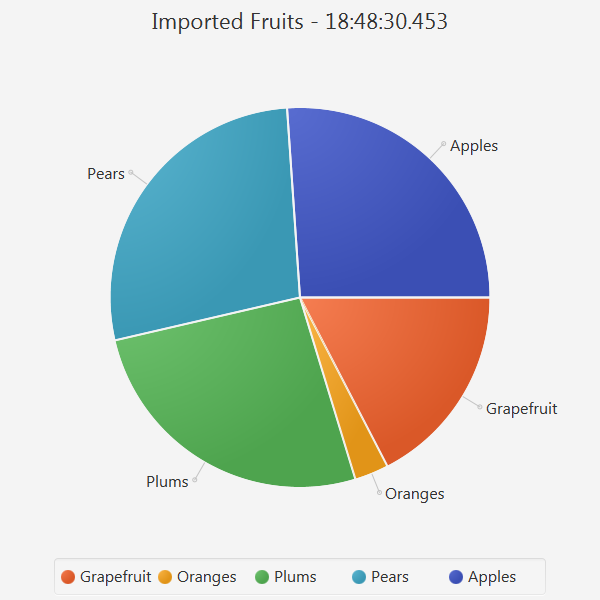 Imported Fruits - 18:48:30.453
Apples
Pears
Grapefruit
Plums
Oranges
Grapefruit Oranges Plums Pears Apples